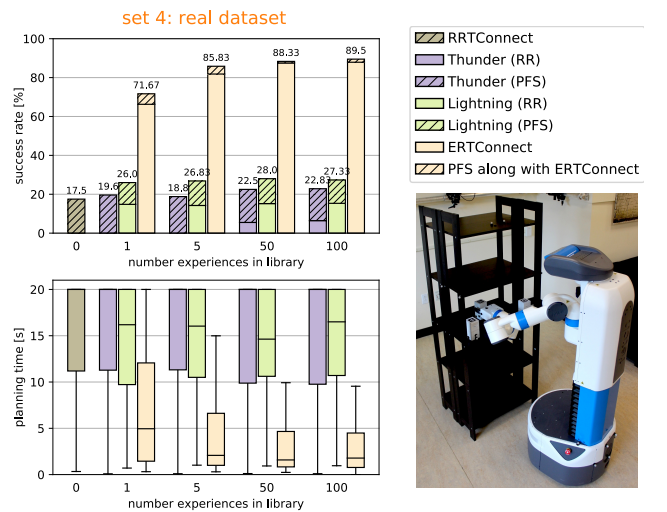 set 4: real dataset
success rate [%]
100
80
60
40
20
0
17.5
19.6
26.0
71.67
18.8
26.83
85.83
22.5
28.0
88.33
22.83
27.33
89.5
0 1 5 50 100
number experiences in library
planning time [s]
20
15
10
5
0
0 1 5 50 100
number experiences in library
RRTConnect
Thunder (RR)
Thunder (PFS)
Lightning (RR)
Lightning (PFS)
ERTConnect
PFS along with ERTConnect